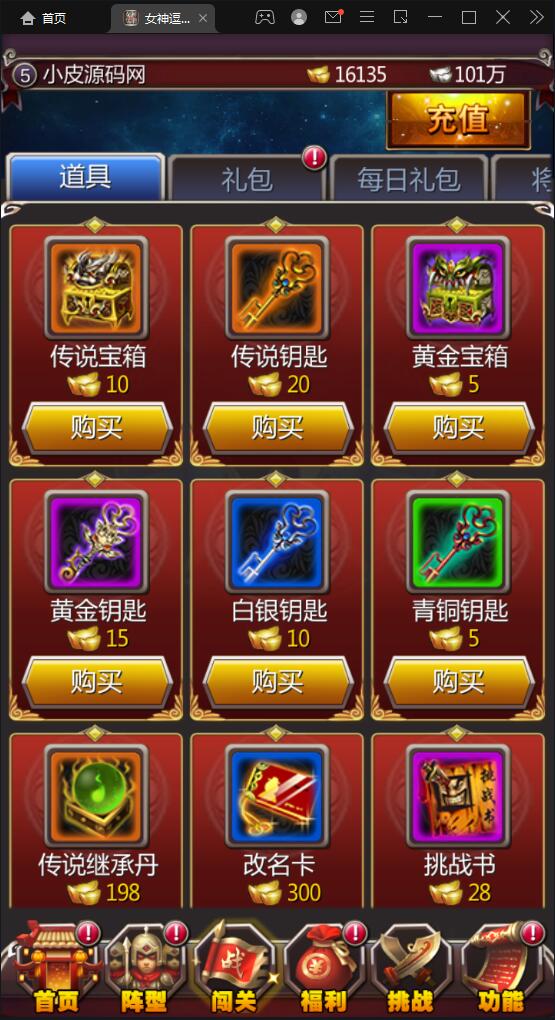 首页
女神逗...
5 小皮源码网
16135
101万
充值
道具
礼包
每日礼包
将
传说宝箱
传说钥匙
黄金宝箱
10
20
5
购买
购买
购买
黄金钥匙
白银钥匙
青铜钥匙
15
10
5
购买
购买
购买
挑战书
传说继承丹
改名卡
挑战书
198
300
28
战
首页
阵型
闯关
福利
挑战
功能